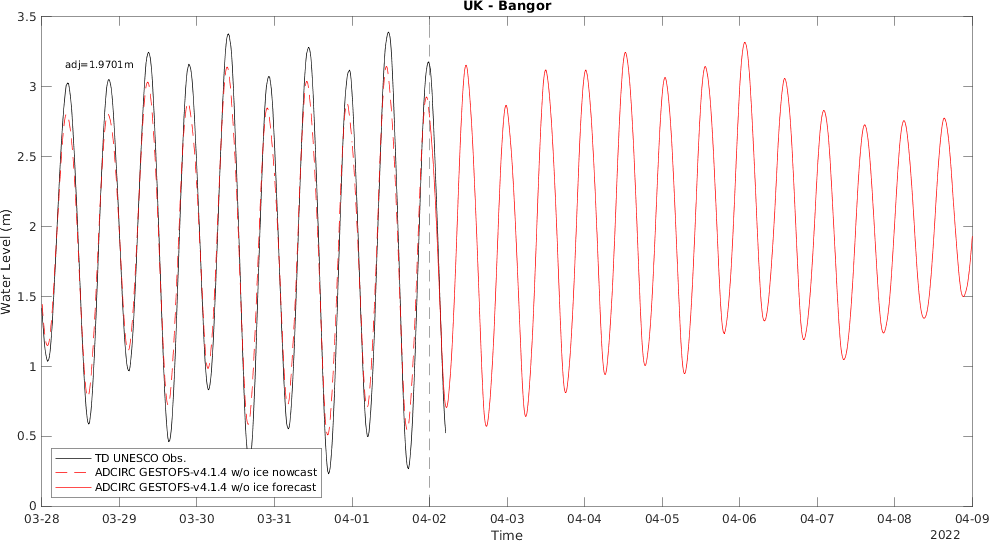 UK - Bangor
adj=1.9701m
3.5
3
2.5
2
1.5
1
0.5
0
Water Level (m)
TD UNESCO Obs.
ADCIRC GESTOFS-v4.1.4 w/o ice nowcast
ADCIRC GESTOFS-v4.1.4 w/o ice forecast
03-28 03-29 03-30 03-31 04-01 04-02 04-03 04-04 04-05 04-06 04-07 04-08 04-09
Time
2022